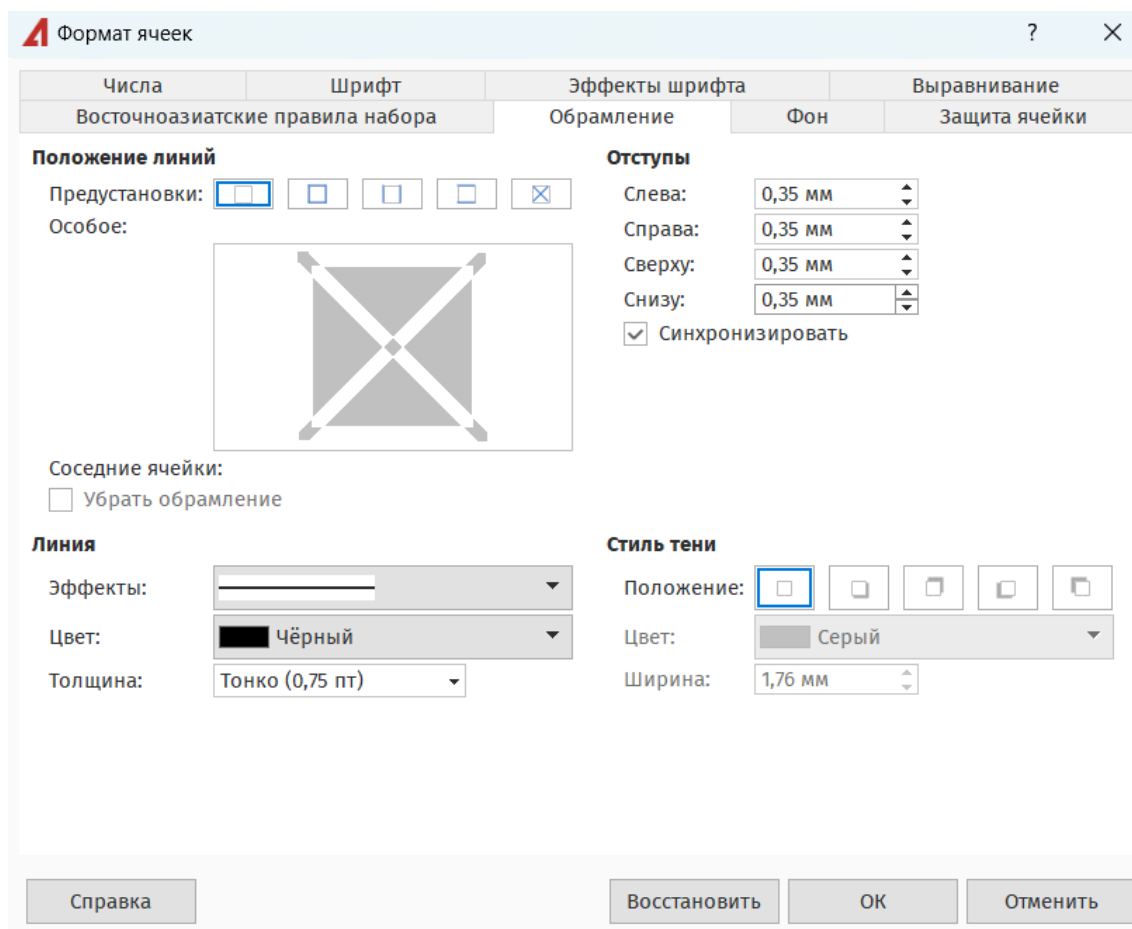 Формат ячеек ?
Числа Шрифт Эффекты шрифта Выравнивание
Восточноазиатские правила набора Обрамление Фон Защита ячейки
Положение линий
Предустановки:
Особое:
Соседние ячейки:
Убрать обрамление
Отступы
Слева: 0,35 мм
Справа: 0,35 мм
Сверху: 0,35 мм
Снизу: 0,35 мм
Синхронизировать
Линия
Эффекты:
Цвет: Чёрный
Толщина: Тонко (0,75 пт)
Стиль тени
Положение:
Цвет: Серый
Ширина: 1,76 мм
Справка Восстановить ОК Отменить